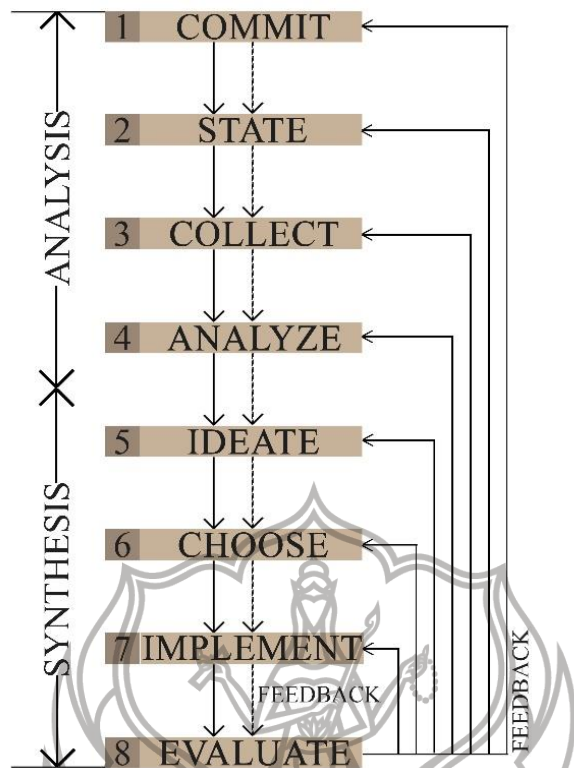 1 COMMIT
2 STATE
3 COLLECT
4 ANALYZE
5 IDEATE
6 CHOOSE
7 IMPLEMENT
FEEDBACK
8 EVALUATE
ANALYSIS
SYNTHESIS
FEEDBACK